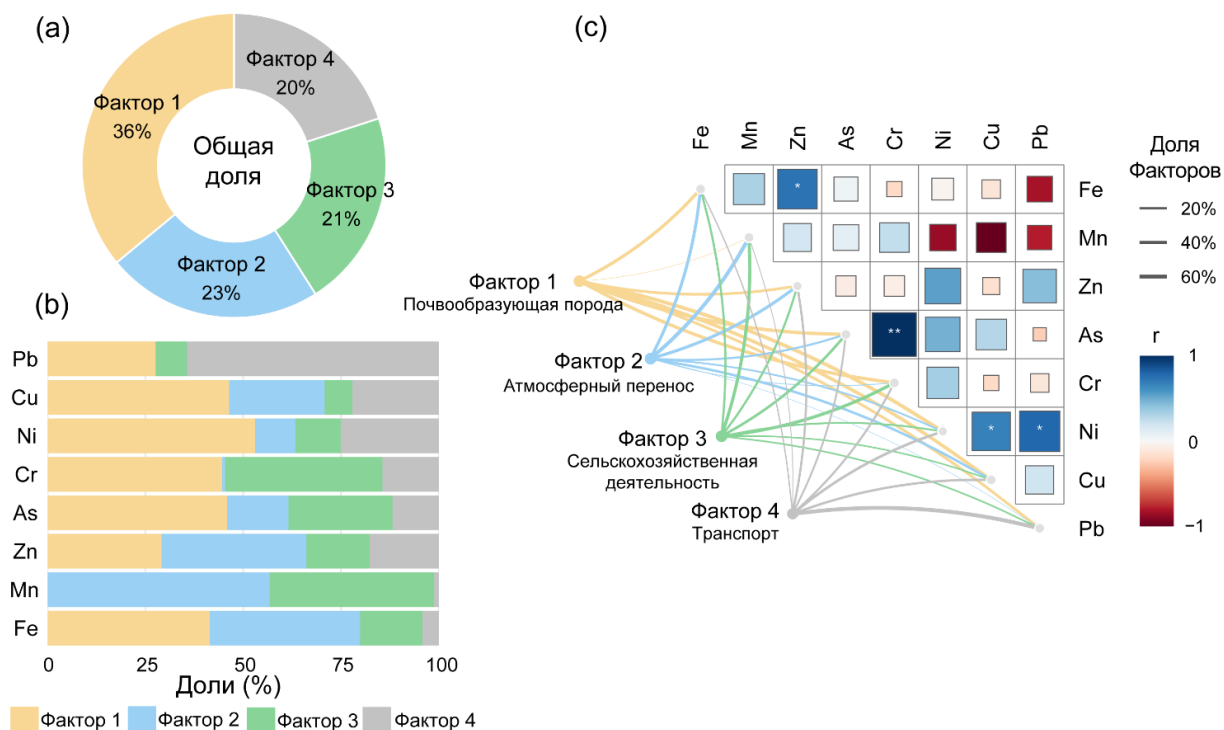 (a)
Фактор 4
20%
Фактор 1
36%
Общая
доля
Фактор 3
21%
Фактор 2
23%
(b)
Pb
Cu
Ni
Cr
As
Zn
Mn
Fe
0 25 50 75 100
Доли (%)
Фактор 1 Фактор 2 Фактор 3 Фактор 4
(c)
Fe Mn Zn As Cr Ni Cu Pb
* Fe
Mn
Zn
** As
Cr
* * Ni
Cu
Pb
Фактор 1
Почвообразующая порода
Фактор 2
Атмосферный перенос
Фактор 3
Сельскохозяйственная
деятельность
Фактор 4
Транспорт
Доля
Факторов
20%
40%
60%
r
1
0
−1